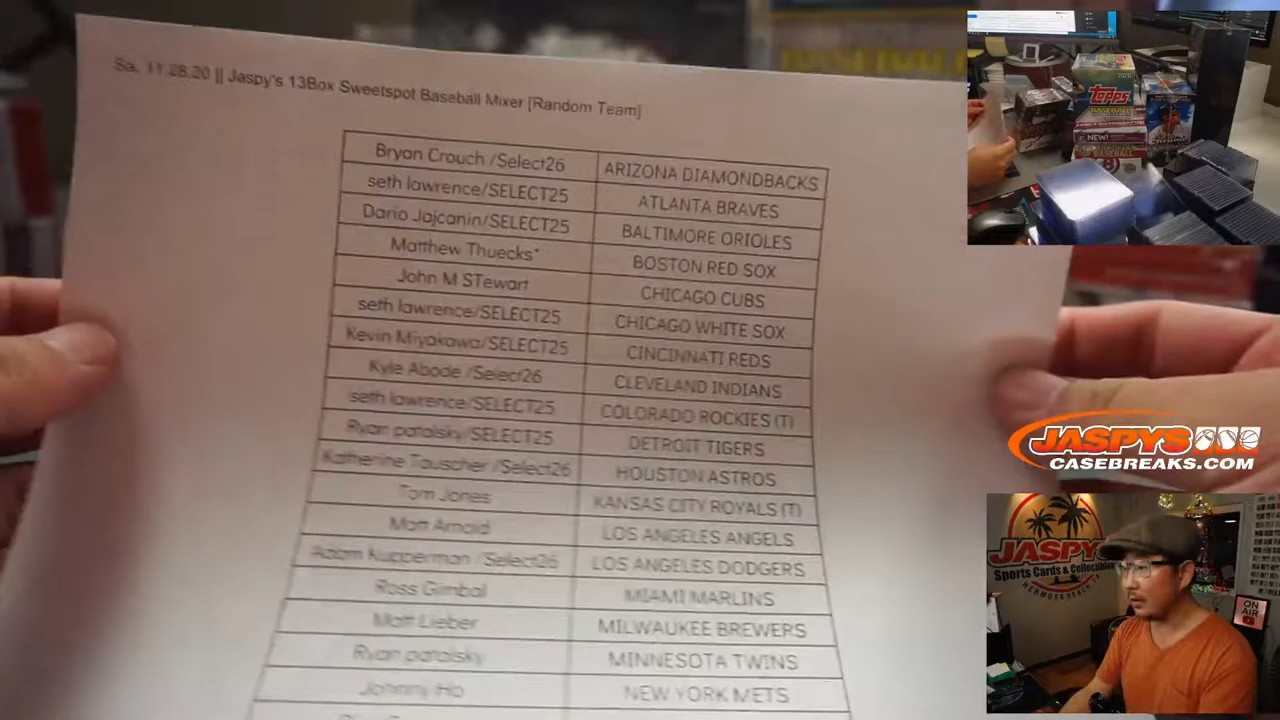 Sa, 11.28.20 || Jaspy's 13Box Sweetspot Baseball Mixer [Random Team]
Bryan Crouch /Select26 ARIZONA DIAMONDBACKS
seth lawrence/SELECT25 ATLANTA BRAVES
Dario Jajcanin/SELECT25 BALTIMORE ORIOLES
Matthew Thuecks* BOSTON RED SOX
John M STewart CHICAGO CUBS
seth lawrence/SELECT25 CHICAGO WHITE SOX
Kevin Miyakawa/SELECT25 CINCINNATI REDS
Kyle Abode /Select26 CLEVELAND INDIANS
seth lawrence/SELECT25 COLORADO ROCKIES (T)
Ryan patalsky/SELECT25 DETROIT TIGERS
Katherine Tauscher /Select26 HOUSTON ASTROS
Tom Jones KANSAS CITY ROYALS (T)
Matt Arnold LOS ANGELES ANGELS
Adam Kupperman /Select26 LOS ANGELES DODGERS
Ross Gimbal MIAMI MARLINS
Matt Lieber MILWAUKEE BREWERS
Ryan patalsky MINNESOTA TWINS
Johnny Ho NEW YORK METS
2020
Topps
BASEBALL
NEW!
JASPYS
CASEBREAKS.COM
JASPYS
Sports Cards & Collectibles
HERMOSA BEACH
ON AIR